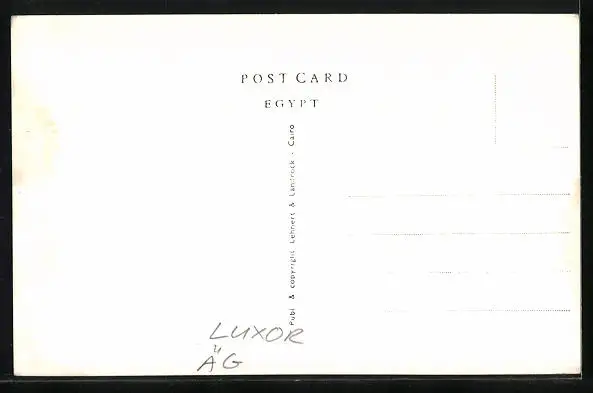 POST CARD
EGYPT
Publ & copyright Lehnert & Landrock - Cairo
LUXOR
ÄG